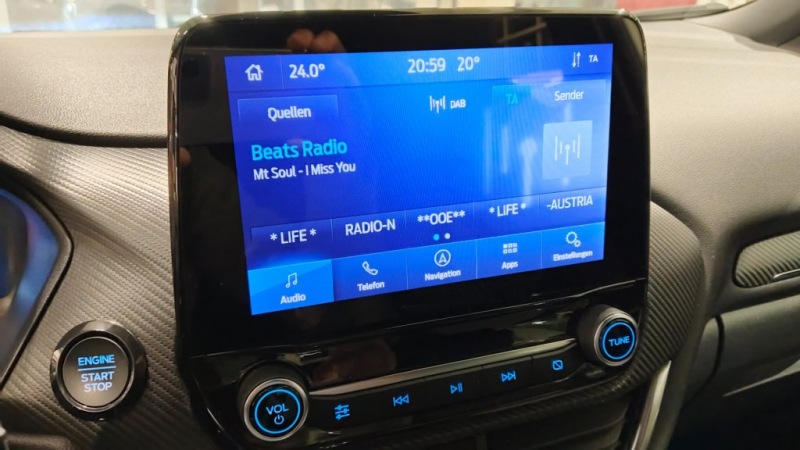 24.0° 20:59 20° TA
Quellen DAB TA Sender
Beats Radio
Mt Soul - I Miss You
* LIFE * RADIO-N **OOE** * LIFE * -AUSTRIA
Audio Telefon Navigation Apps Einstellungen
ENGINE
START
STOP
VOL
TUNE